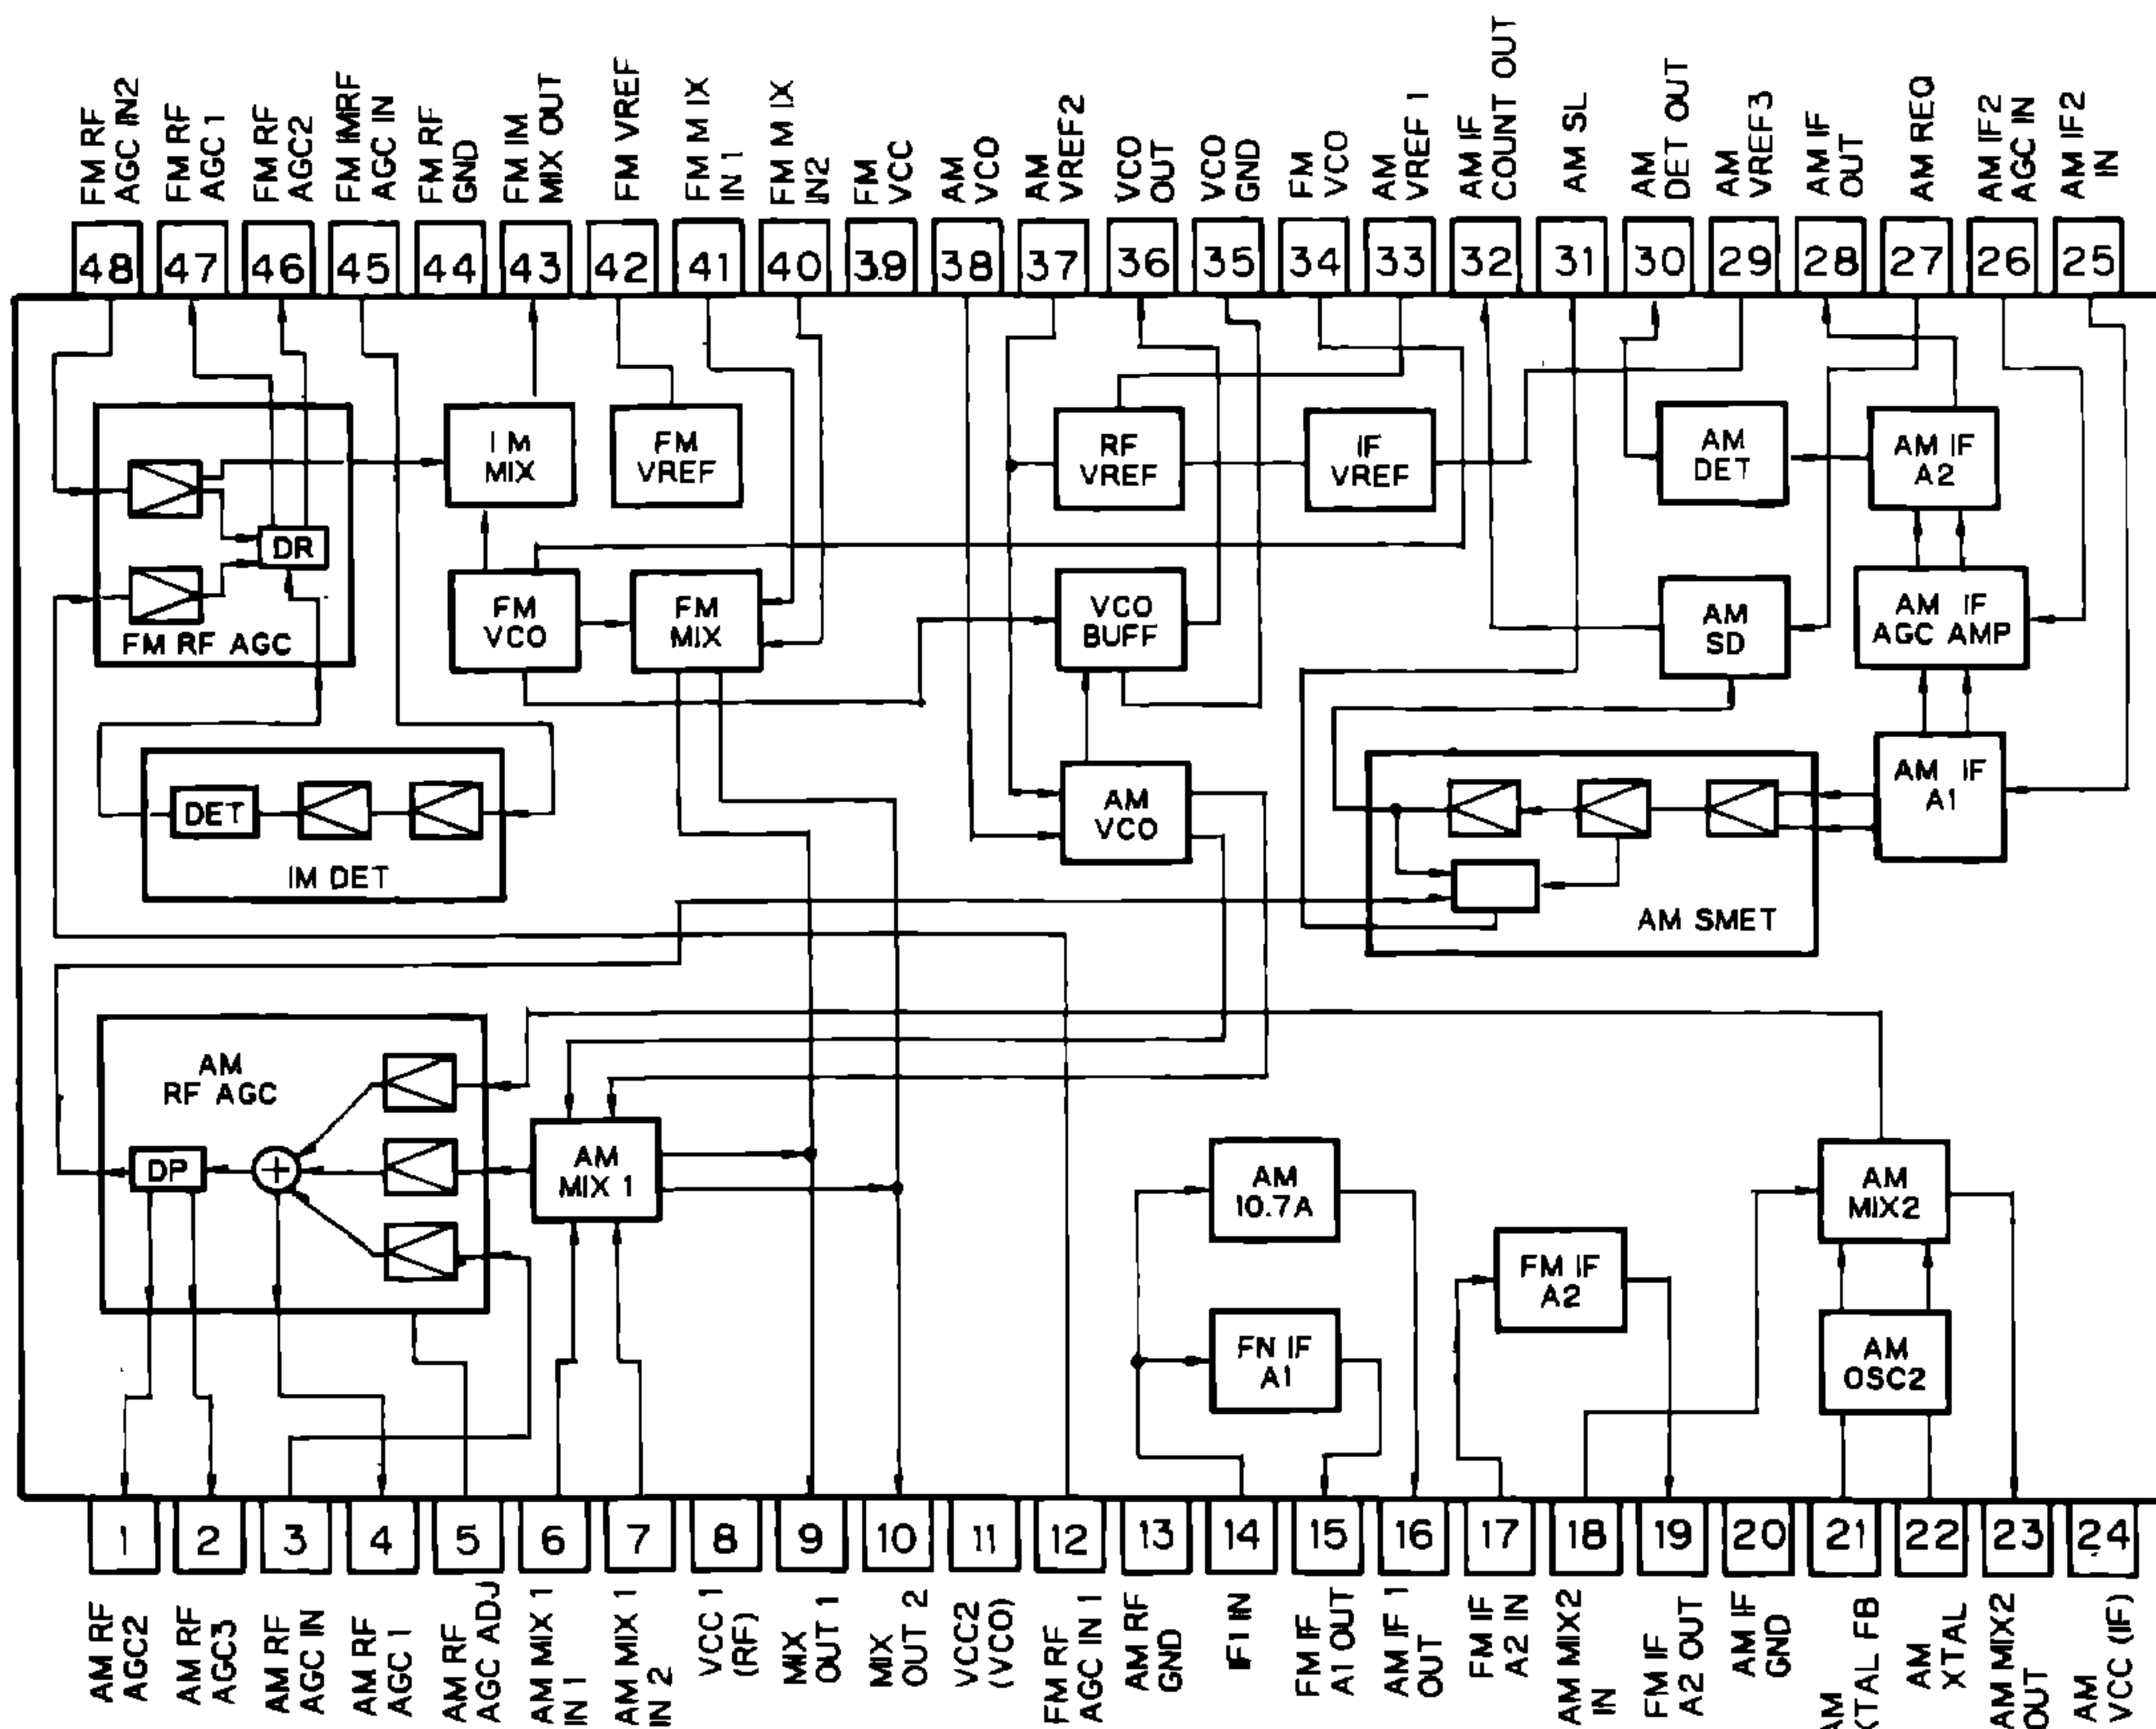 FM RF
AGC IN2
FM RF
AGC 1
FM RF
AGC2
FM IMRF
AGC IN
FM RF
GND
FM IM
MIX OUT
FM VREF
FM M IX
IN 1
FM M IX
IN2
FM
VCC
AM
VCO
AM
VREF2
VCO
OUT
VCO
GND
FM
VCO
AM
VREF 1
AM IF
COUNT OUT
AM SL
AM
DET OUT
AM
VREF3
AM IF
OUT
AM REQ
AM IF2
AGC IN
AM IF2
IN
48
47
46
45
44
43
42
41
40
39
38
37
36
35
34
33
32
31
30
29
28
27
26
25
DR
FM RF AGC
I M
MIX
FM
VREF
RF
VREF
IF
VREF
AM
DET
AM IF
A2
FM
VCO
FM
MIX
VCO
BUFF
AM
SD
AM IF
AGC AMP
DET
IM DET
AM
VCO
AM IF
A1
AM SMET
AM
RF AGC
DP
+
AM
MIX 1
AM
10.7A
FN IF
A1
FM IF
A2
AM
MIX2
AM
OSC2
1
2
3
4
5
6
7
8
9
10
11
12
13
14
15
16
17
18
19
20
21
22
23
24
AM RF
AGC2
AM RF
AGC3
AM RF
AGC IN
AM RF
AGC 1
AM RF
AGC ADJ
AM MIX 1
IN 1
AM MIX 1
IN 2
VCC 1
(RF)
MIX
OUT 1
MIX
OUT 2
VCC2
(VCO)
FM RF
AGC IN 1
AM RF
GND
IF1 IN
FM IF
A1 OUT
AM IF 1
OUT
FM IF
A2 IN
AM MIX2
IN
FM IF
A2 OUT
AM IF
GND
AM
XTAL FB
AM
XTAL
AM MIX2
OUT
AM
VCC (IF)